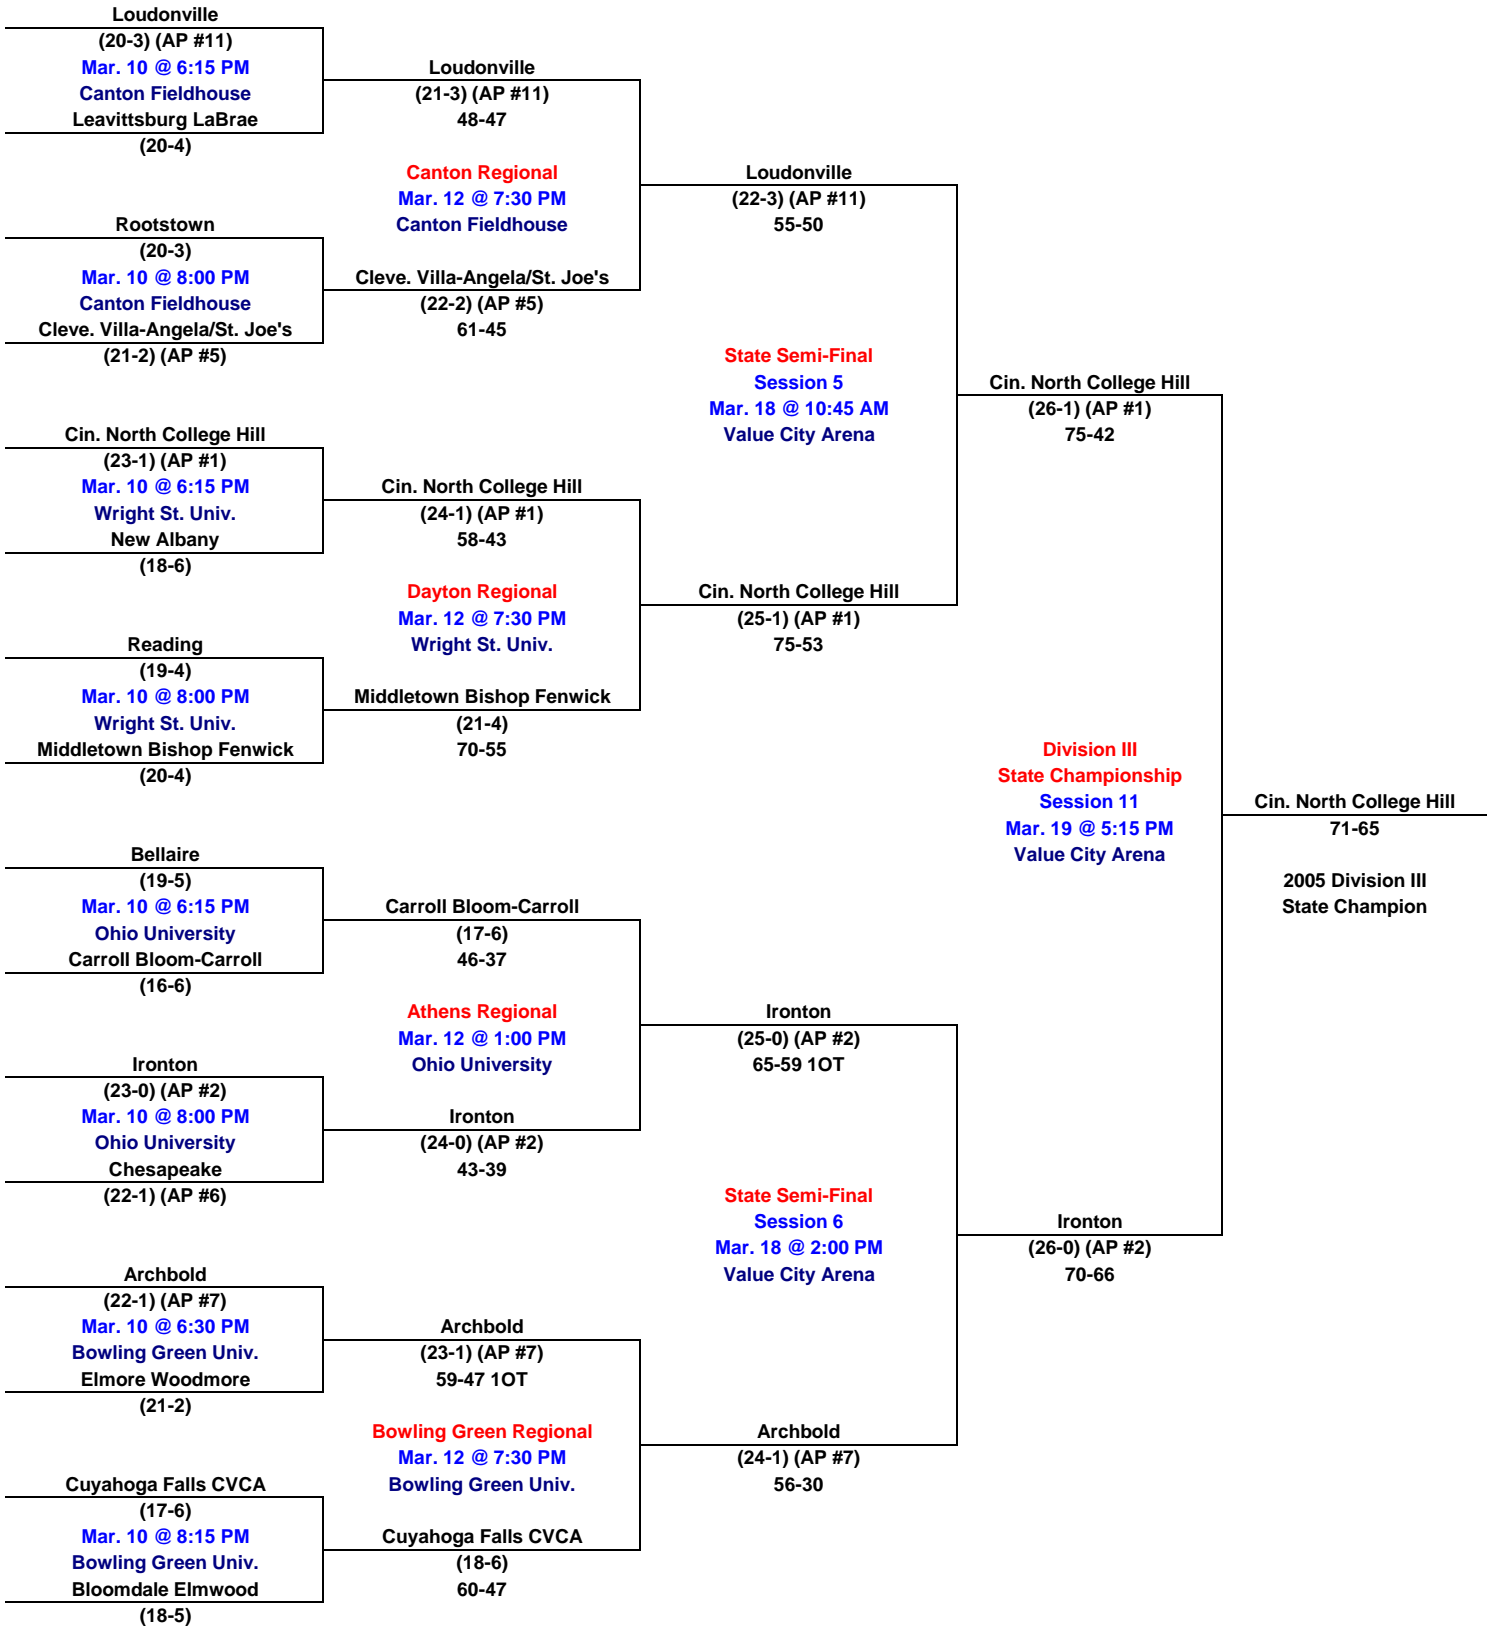 Loudonville
(20-3) (AP #11)
Mar. 10 @ 6:15 PM
Canton Fieldhouse
Leavittsburg LaBrae
(20-4)
Rootstown
(20-3)
Mar. 10 @ 8:00 PM
Canton Fieldhouse
Cleve. Villa-Angela/St. Joe's
(21-2) (AP #5)
Cin. North College Hill
(23-1) (AP #1)
Mar. 10 @ 6:15 PM
Wright St. Univ.
New Albany
(18-6)
Reading
(19-4)
Mar. 10 @ 8:00 PM
Wright St. Univ.
Middletown Bishop Fenwick
(20-4)
Bellaire
(19-5)
Mar. 10 @ 6:15 PM
Ohio University
Carroll Bloom-Carroll
(16-6)
Ironton
(23-0) (AP #2)
Mar. 10 @ 8:00 PM
Ohio University
Chesapeake
(22-1) (AP #6)
Archbold
(22-1) (AP #7)
Mar. 10 @ 6:30 PM
Bowling Green Univ.
Elmore Woodmore
(21-2)
Cuyahoga Falls CVCA
(17-6)
Mar. 10 @ 8:15 PM
Bowling Green Univ.
Bloomdale Elmwood
(18-5)
Loudonville
(21-3) (AP #11)
48-47
Canton Regional
Mar. 12 @ 7:30 PM
Canton Fieldhouse
Cleve. Villa-Angela/St. Joe's
(22-2) (AP #5)
61-45
Cin. North College Hill
(24-1) (AP #1)
58-43
Dayton Regional
Mar. 12 @ 7:30 PM
Wright St. Univ.
Middletown Bishop Fenwick
(21-4)
70-55
Carroll Bloom-Carroll
(17-6)
46-37
Athens Regional
Mar. 12 @ 1:00 PM
Ohio University
Ironton
(24-0) (AP #2)
43-39
Archbold
(23-1) (AP #7)
59-47 1OT
Bowling Green Regional
Mar. 12 @ 7:30 PM
Bowling Green Univ.
Cuyahoga Falls CVCA
(18-6)
60-47
Loudonville
(22-3) (AP #11)
55-50
State Semi-Final
Session 5
Mar. 18 @ 10:45 AM
Value City Arena
Cin. North College Hill
(25-1) (AP #1)
75-53
Ironton
(25-0) (AP #2)
65-59 1OT
State Semi-Final
Session 6
Mar. 18 @ 2:00 PM
Value City Arena
Archbold
(24-1) (AP #7)
56-30
Cin. North College Hill
(26-1) (AP #1)
75-42
Division III
State Championship
Session 11
Mar. 19 @ 5:15 PM
Value City Arena
Ironton
(26-0) (AP #2)
70-66
Cin. North College Hill
71-65
2005 Division III
State Champion